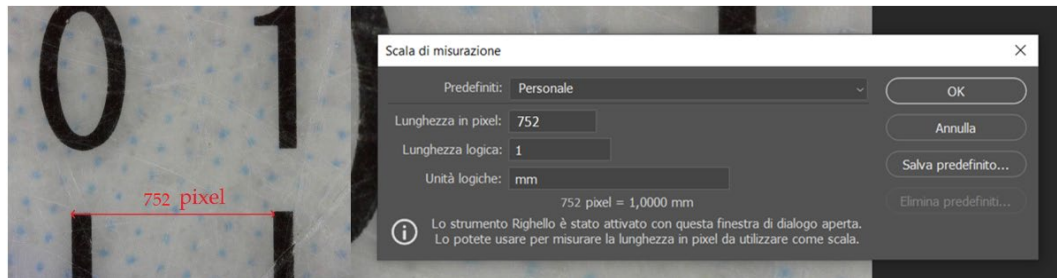 0 1
752 pixel
Scala di misurazione
Predefiniti: Personale
OK
Lunghezza in pixel: 752
Annulla
Lunghezza logica: 1
Salva predefinito...
Unità logiche: mm
752 pixel = 1,0000 mm
Elimina predefiniti...
Lo strumento Righello è stato attivato con questa finestra di dialogo aperta.
Lo potete usare per misurare la lunghezza in pixel da utilizzare come scala.